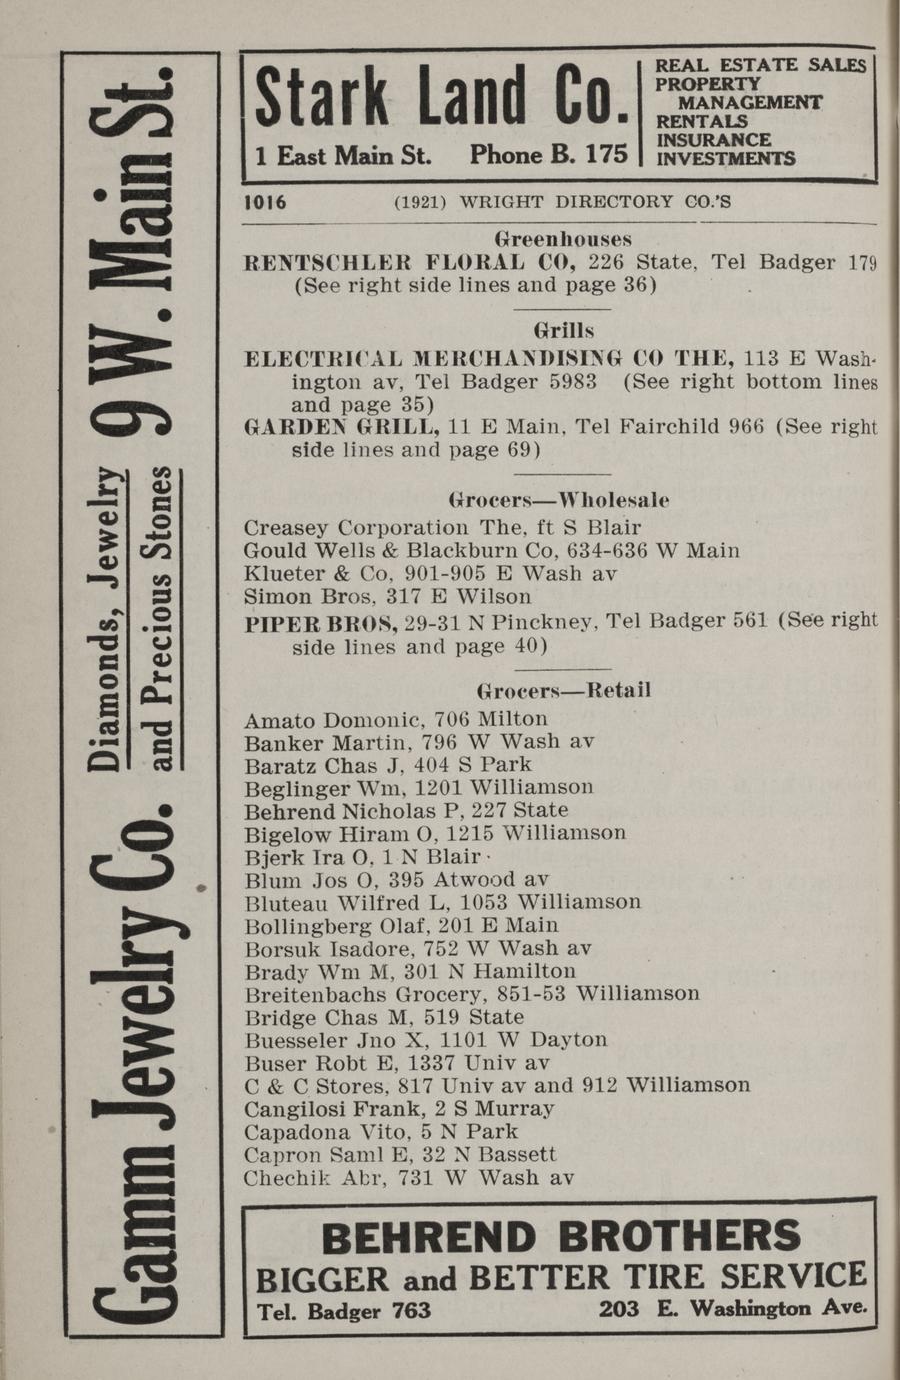 Gamm Jewelry Co. Diamonds, Jewelry and Precious Stones 9 W. Main St.
Stark Land Co.
1 East Main St. Phone B. 175
REAL ESTATE SALES
PROPERTY
MANAGEMENT
RENTALS
INSURANCE
INVESTMENTS
1016 (1921) WRIGHT DIRECTORY CO.'S
Greenhouses
RENTSCHLER FLORAL CO, 226 State, Tel Badger 179
(See right side lines and page 36)
Grills
ELECTRICAL MERCHANDISING CO THE, 113 E Wash-
ington av, Tel Badger 5983 (See right bottom lines
and page 35)
GARDEN GRILL, 11 E Main, Tel Fairchild 966 (See right
side lines and page 69)
Grocers—Wholesale
Creasey Corporation The, ft S Blair
Gould Wells & Blackburn Co, 634-636 W Main
Klueter & Co, 901-905 E Wash av
Simon Bros, 317 E Wilson
PIPER BROS, 29-31 N Pinckney, Tel Badger 561 (See right
side lines and page 40)
Grocers—Retail
Amato Domonic, 706 Milton
Banker Martin, 796 W Wash av
Baratz Chas J, 404 S Park
Beglinger Wm, 1201 Williamson
Behrend Nicholas P, 227 State
Bigelow Hiram O, 1215 Williamson
Bjerk Ira O, 1 N Blair
Blum Jos O, 395 Atwood av
Bluteau Wilfred L, 1053 Williamson
Bollingberg Olaf, 201 E Main
Borsuk Isadore, 752 W Wash av
Brady Wm M, 301 N Hamilton
Breitenbachs Grocery, 851-53 Williamson
Bridge Chas M, 519 State
Buesseler Jno X, 1101 W Dayton
Buser Robt E, 1337 Univ av
C & C Stores, 817 Univ av and 912 Williamson
Cangilosi Frank, 2 S Murray
Capadona Vito, 5 N Park
Capron Saml E, 32 N Bassett
Chechik Abr, 731 W Wash av
BEHREND BROTHERS
BIGGER and BETTER TIRE SERVICE
Tel. Badger 763 203 E. Washington Ave.